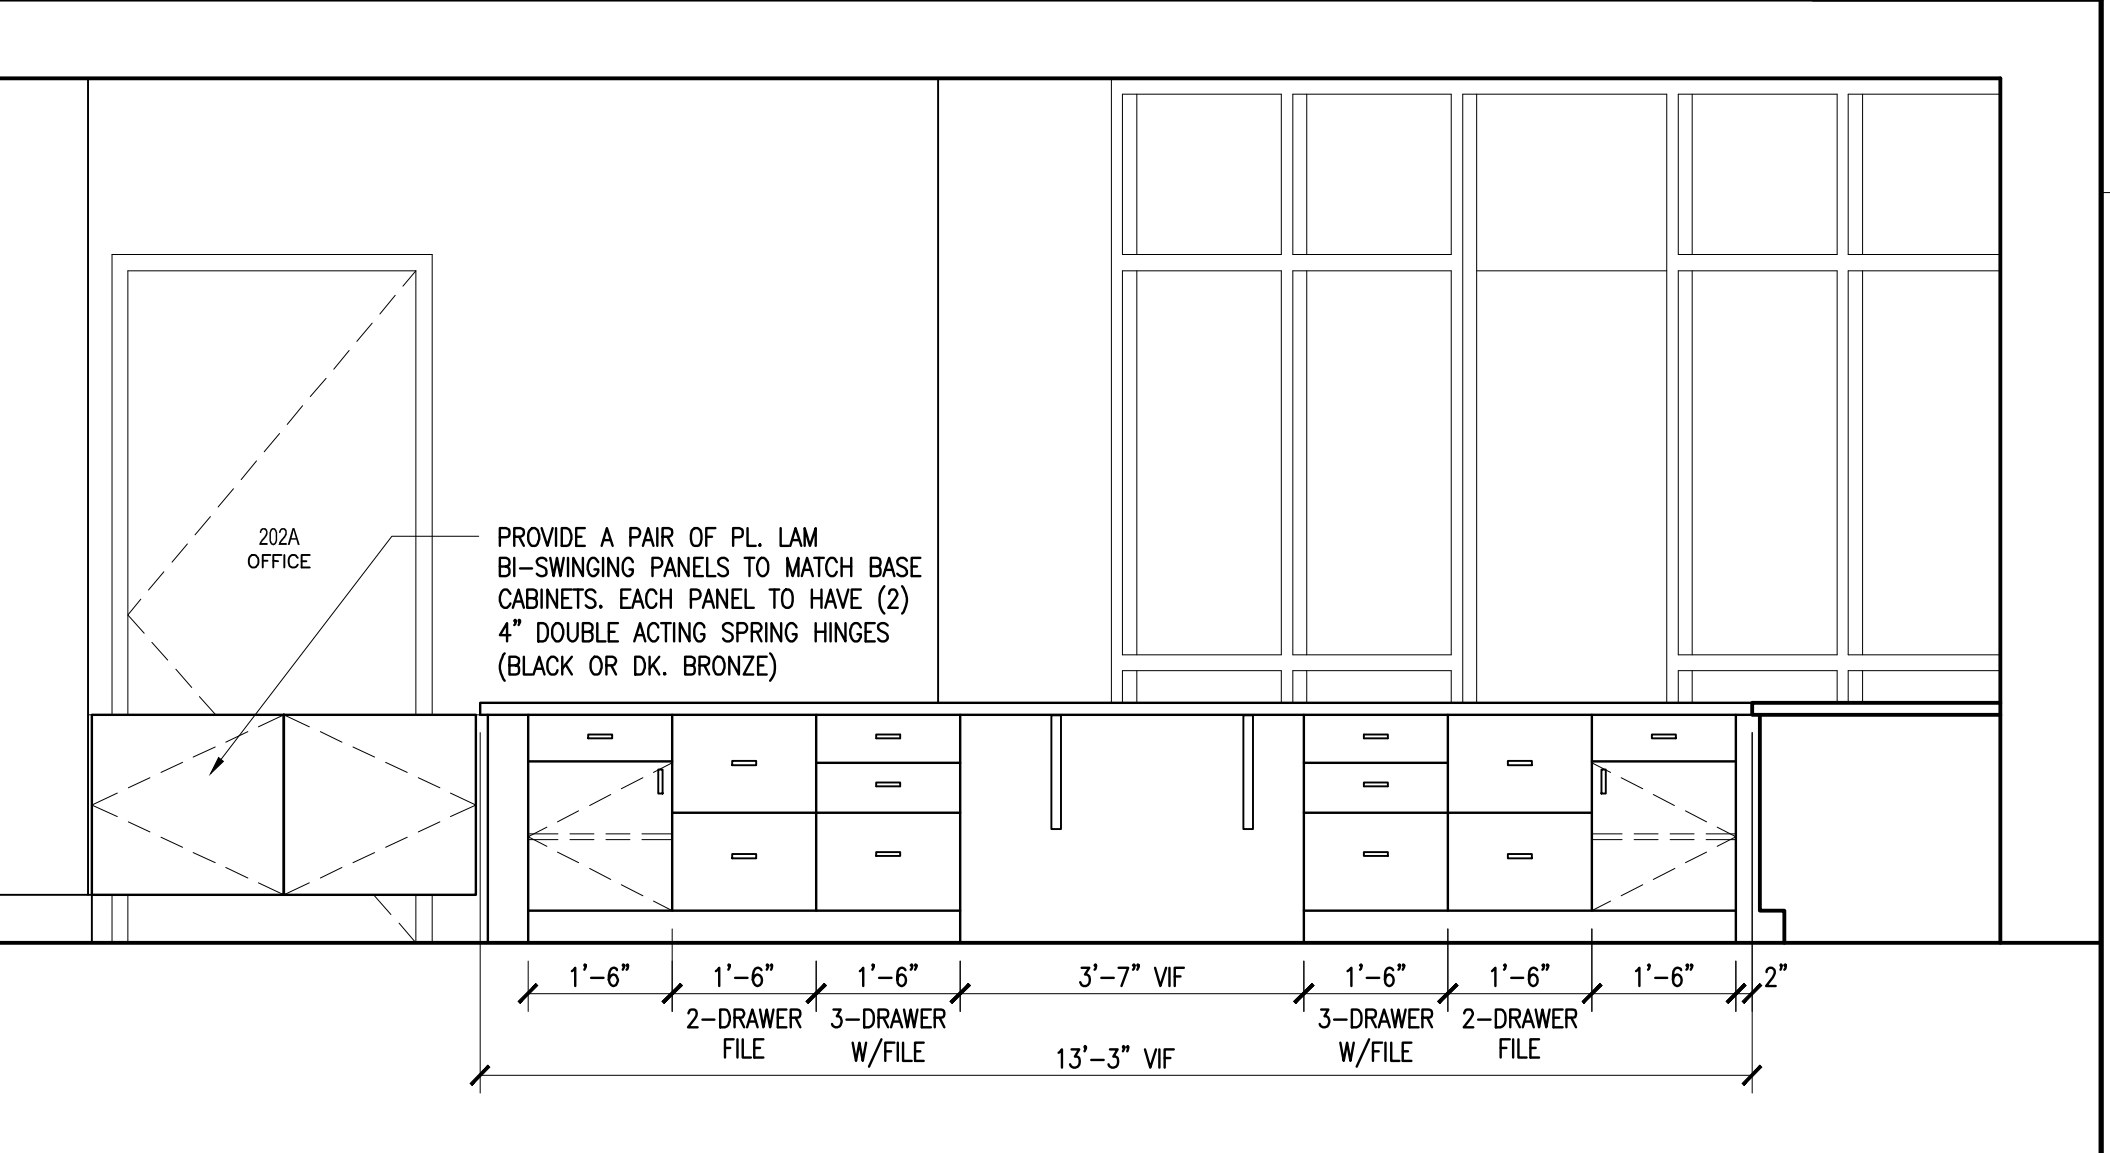 202A
OFFICE
PROVIDE A PAIR OF PL. LAM
BI-SWINGING PANELS TO MATCH BASE
CABINETS. EACH PANEL TO HAVE (2)
4" DOUBLE ACTING SPRING HINGES
(BLACK OR DK. BRONZE)
1'-6" 1'-6" 1'-6" 3'-7" VIF 1'-6" 1'-6" 1'-6" 2"
2-DRAWER 3-DRAWER 3-DRAWER 2-DRAWER
FILE W/FILE W/FILE FILE
13'-3" VIF